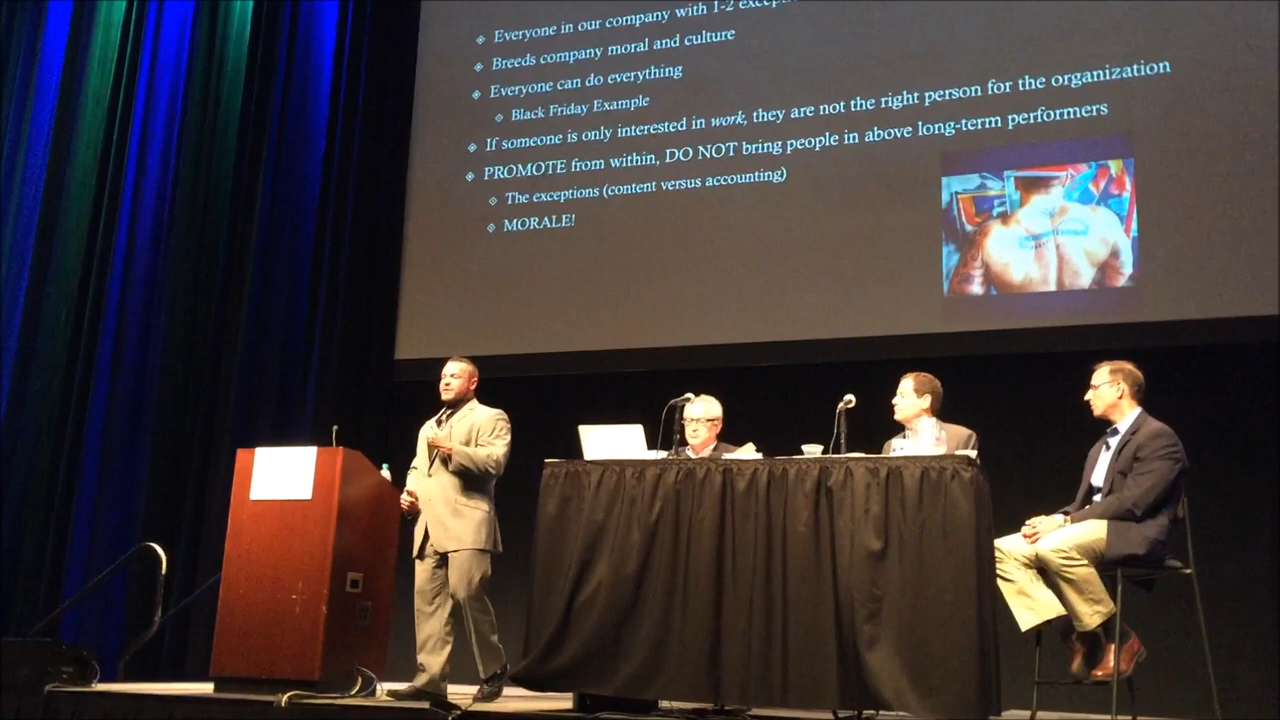 Everyone in our company with 1-2
Breeds company moral and culture
Everyone can do everything
Black Friday Example
If someone is only interested in work, they are not the right person for the organization
PROMOTE from within, DO NOT bring people in above long-term performers
The exceptions (content versus accounting)
MORALE!